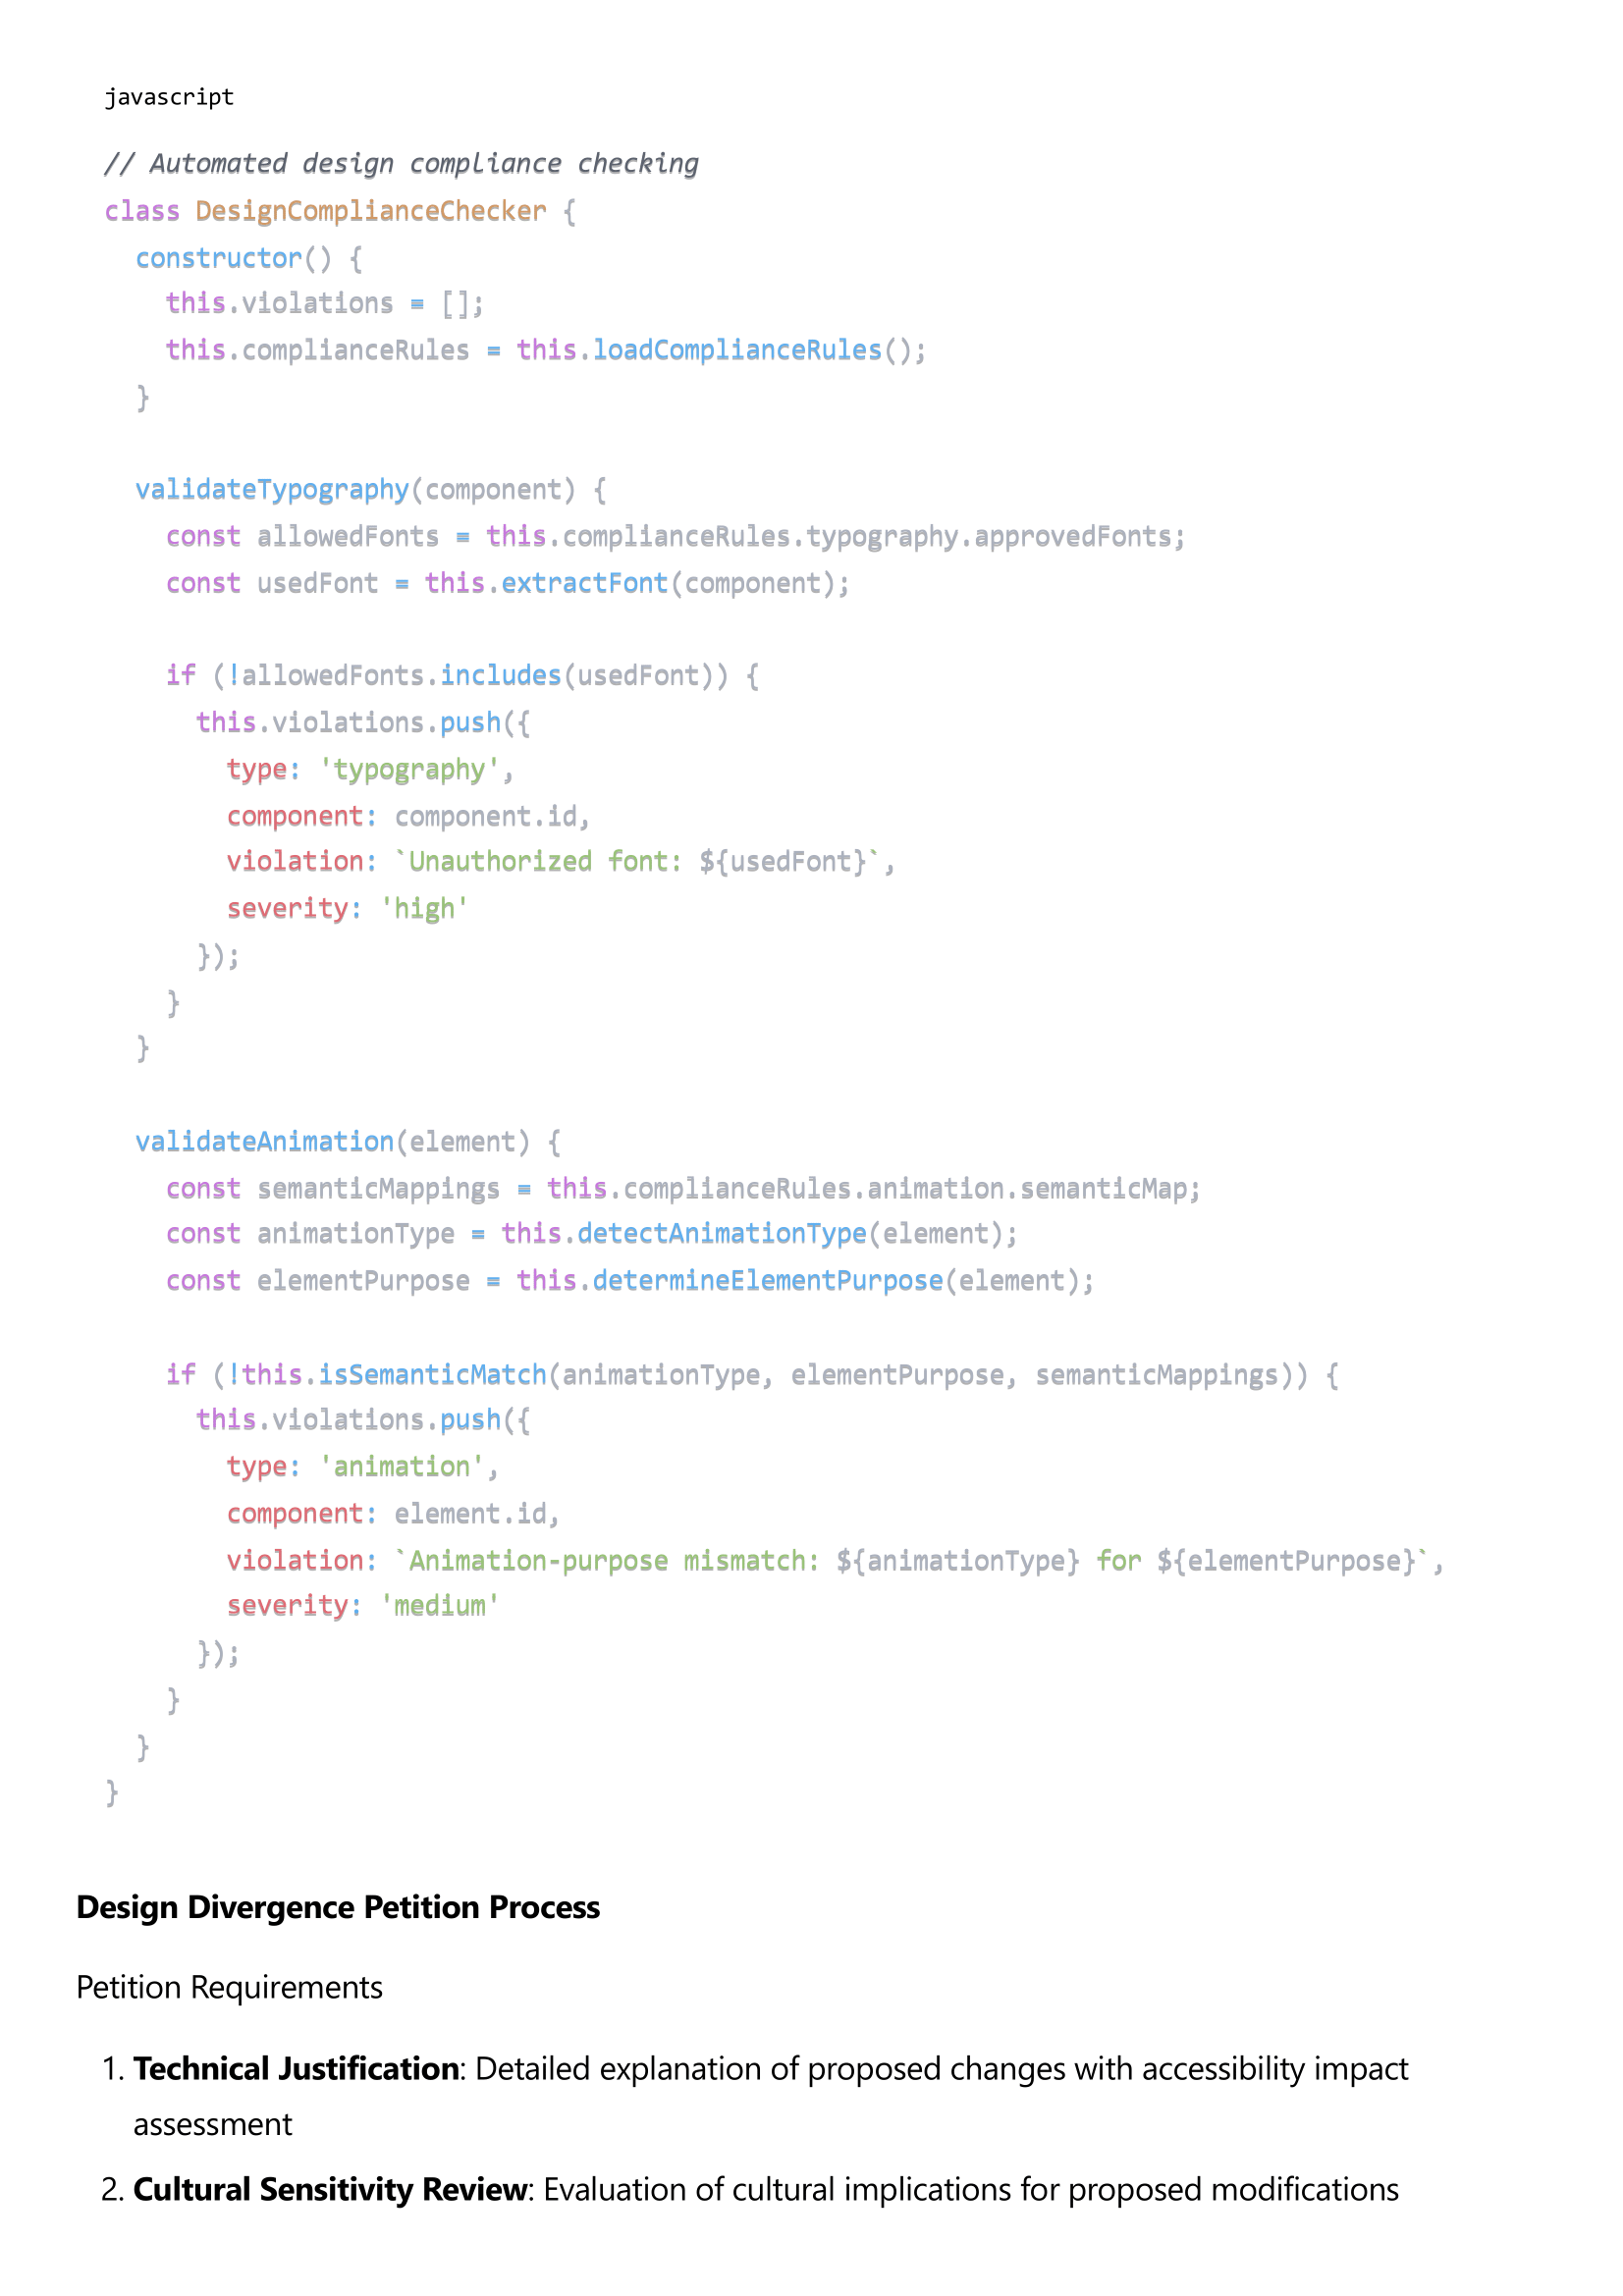 javascript
// Automated design compliance checking
class DesignComplianceChecker {
  constructor() {
    this.violations = [];
    this.complianceRules = this.loadComplianceRules();
  }

  validateTypography(component) {
    const allowedFonts = this.complianceRules.typography.approvedFonts;
    const usedFont = this.extractFont(component);

    if (!allowedFonts.includes(usedFont)) {
      this.violations.push({
        type: 'typography',
        component: component.id,
        violation: `Unauthorized font: ${usedFont}`,
        severity: 'high'
      });
    }
  }

  validateAnimation(element) {
    const semanticMappings = this.complianceRules.animation.semanticMap;
    const animationType = this.detectAnimationType(element);
    const elementPurpose = this.determineElementPurpose(element);

    if (!this.isSemanticMatch(animationType, elementPurpose, semanticMappings)) {
      this.violations.push({
        type: 'animation',
        component: element.id,
        violation: `Animation-purpose mismatch: ${animationType} for ${elementPurpose}`,
        severity: 'medium'
      });
    }
  }
}
Design Divergence Petition Process
Petition Requirements
1. Technical Justification: Detailed explanation of proposed changes with accessibility impact
assessment
2. Cultural Sensitivity Review: Evaluation of cultural implications for proposed modifications